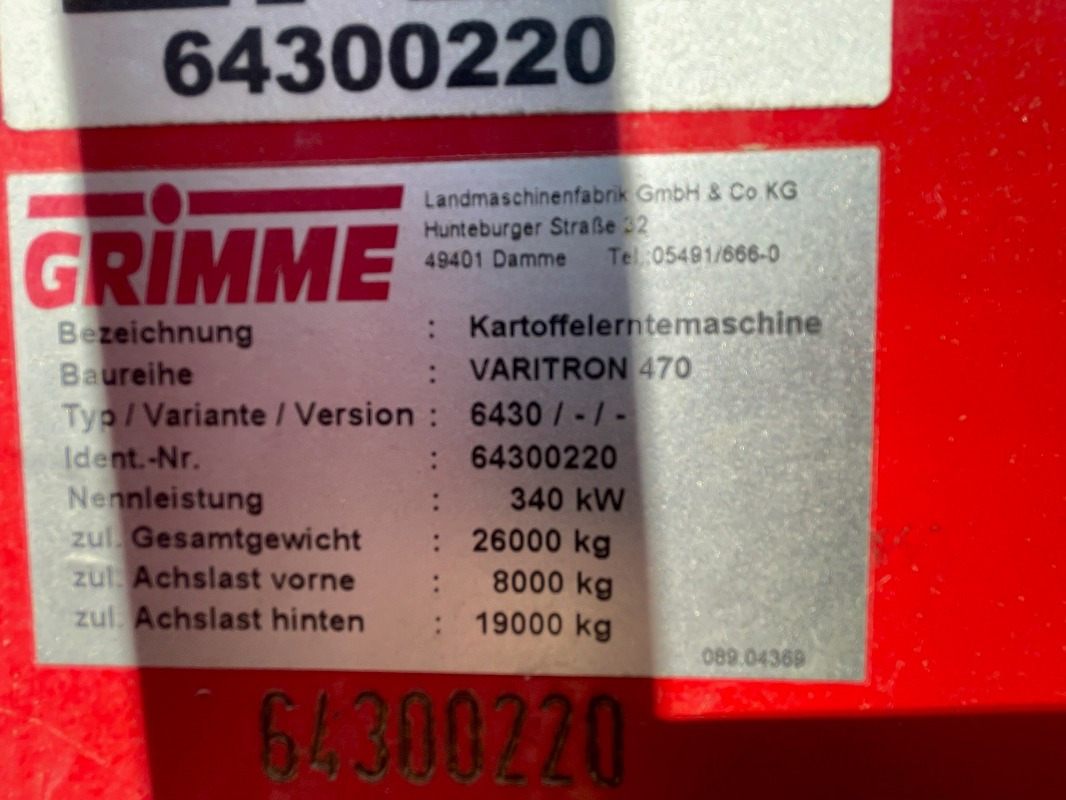 64300220
GRIMME
Landmaschinenfabrik GmbH & Co KG
Hunteburger Straße 32
49401 Damme Tel.:05491/666-0
Bezeichnung : Kartoffelerntemaschine
Baureihe : VARITRON 470
Typ / Variante / Version : 6430 / - / -
Ident.-Nr. : 64300220
Nennleistung : 340 kW
zul. Gesamtgewicht : 26000 kg
zul. Achslast vorne : 8000 kg
zul. Achslast hinten : 19000 kg
089.04369
64300220